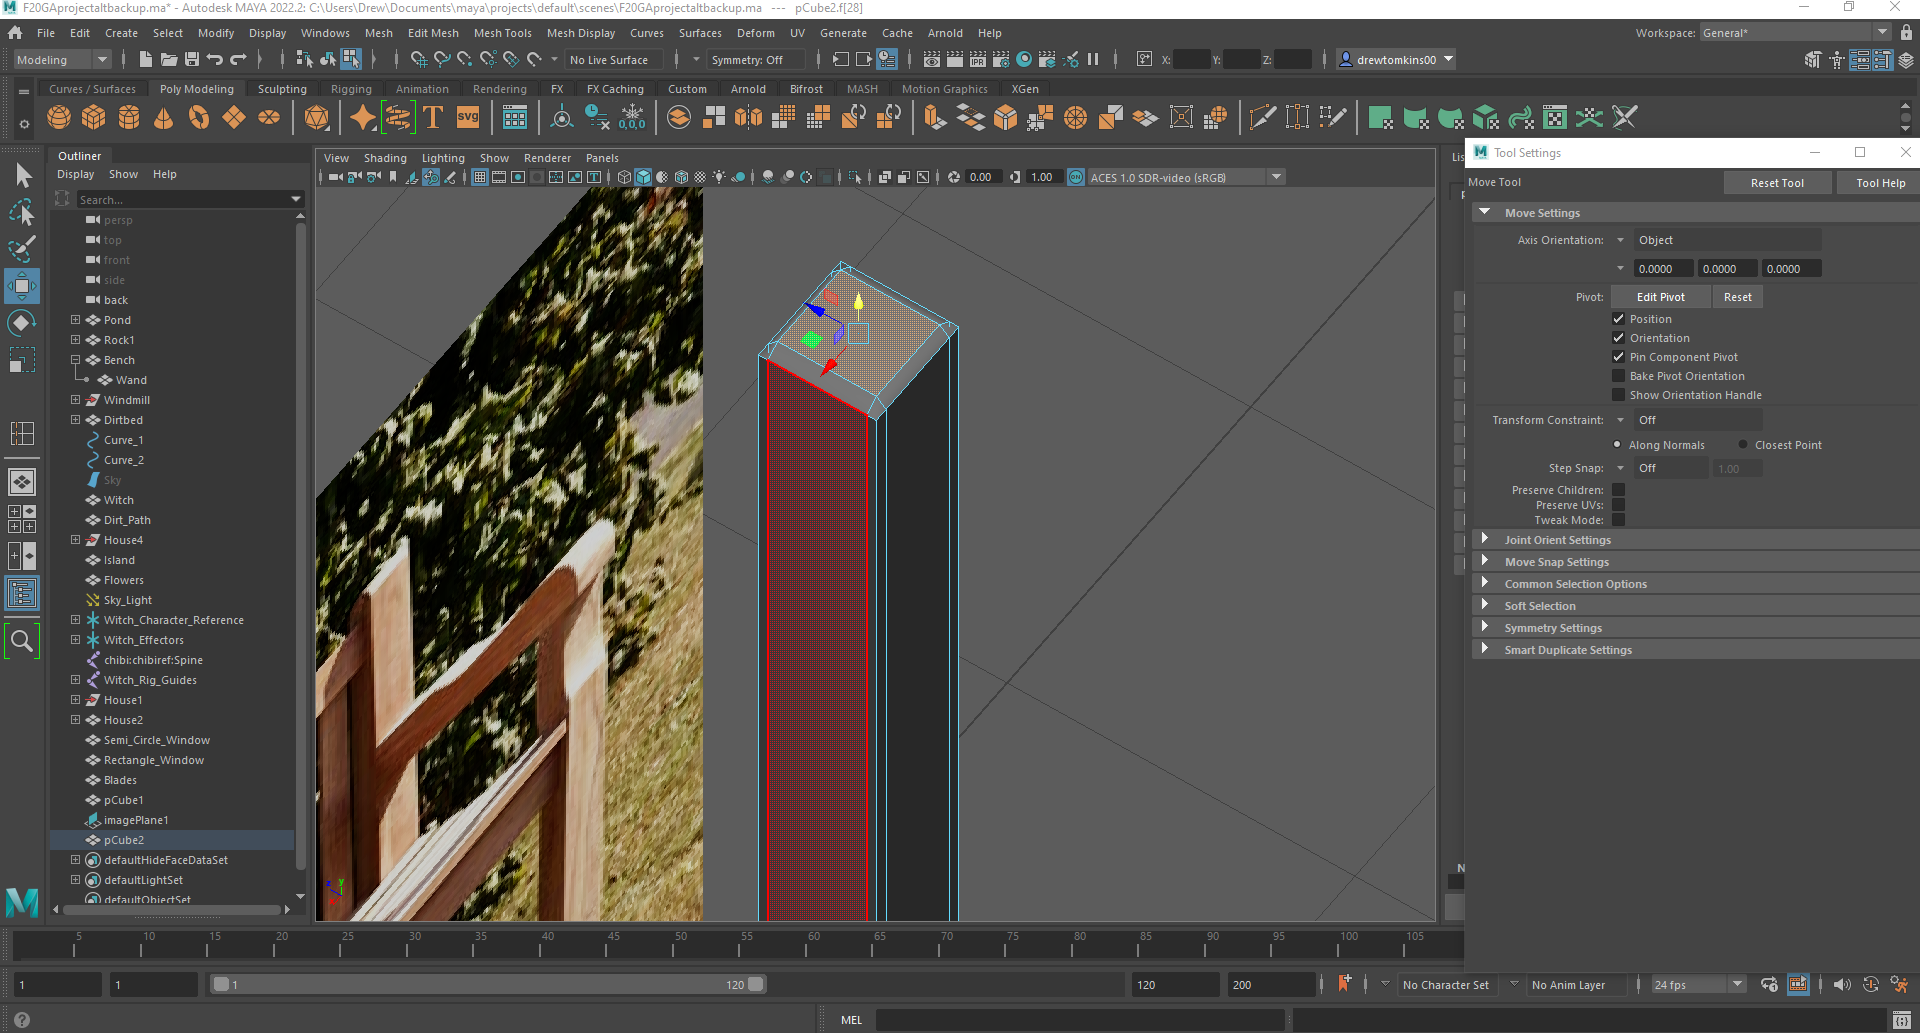 F20GAprojectaltbackup.ma* - Autodesk MAYA 2022.2: C:\Users\Drew\Documents\maya\projects\default\scenes\F20GAprojectaltbackup.ma --- pCube2.f[28]
File Edit Create Select Modify Display Windows Mesh Edit Mesh Mesh Tools Mesh Display Curves Surfaces Deform UV Generate Cache Arnold Help
Workspace: General*
Modeling
No Live Surface
Symmetry: Off
IPR
X:
Y:
Z:
drewtomkins00
Curves / Surfaces Poly Modeling Sculpting Rigging Animation Rendering FX FX Caching Custom Arnold Bifrost MASH Motion Graphics XGen
T
svg
0,0,0
Outliner
Display Show Help
Search...
persp
top
front
side
back
Pond
Rock1
Bench
Wand
Windmill
Dirtbed
Curve_1
Curve_2
Sky
Witch
Dirt_Path
House4
Island
Flowers
Sky_Light
Witch_Character_Reference
Witch_Effectors
chibi:chibiref:Spine
Witch_Rig_Guides
House1
House2
Semi_Circle_Window
Rectangle_Window
Blades
pCube1
imagePlane1
pCube2
defaultHideFaceDataSet
defaultLightSet
defaultObjectSet
View Shading Lighting Show Renderer Panels
0.00
1.00
ON
ACES 1.0 SDR-video (sRGB)
z y
Lis
N
M Tool Settings
Move Tool
Reset Tool
Tool Help
Move Settings
Axis Orientation: Object
0.0000 0.0000 0.0000
Pivot: Edit Pivot Reset
Position
Orientation
Pin Component Pivot
Bake Pivot Orientation
Show Orientation Handle
Transform Constraint: Off
Along Normals Closest Point
Step Snap: Off 1.00
Preserve Children:
Preserve UVs:
Tweak Mode:
Joint Orient Settings
Move Snap Settings
Common Selection Options
Soft Selection
Symmetry Settings
Smart Duplicate Settings
5 10 15 20 25 30 35 40 45 50 55 60 65 70 75 80 85 90 95 100 105
1
1
1
120
120
200
No Character Set
No Anim Layer
24 fps
MEL